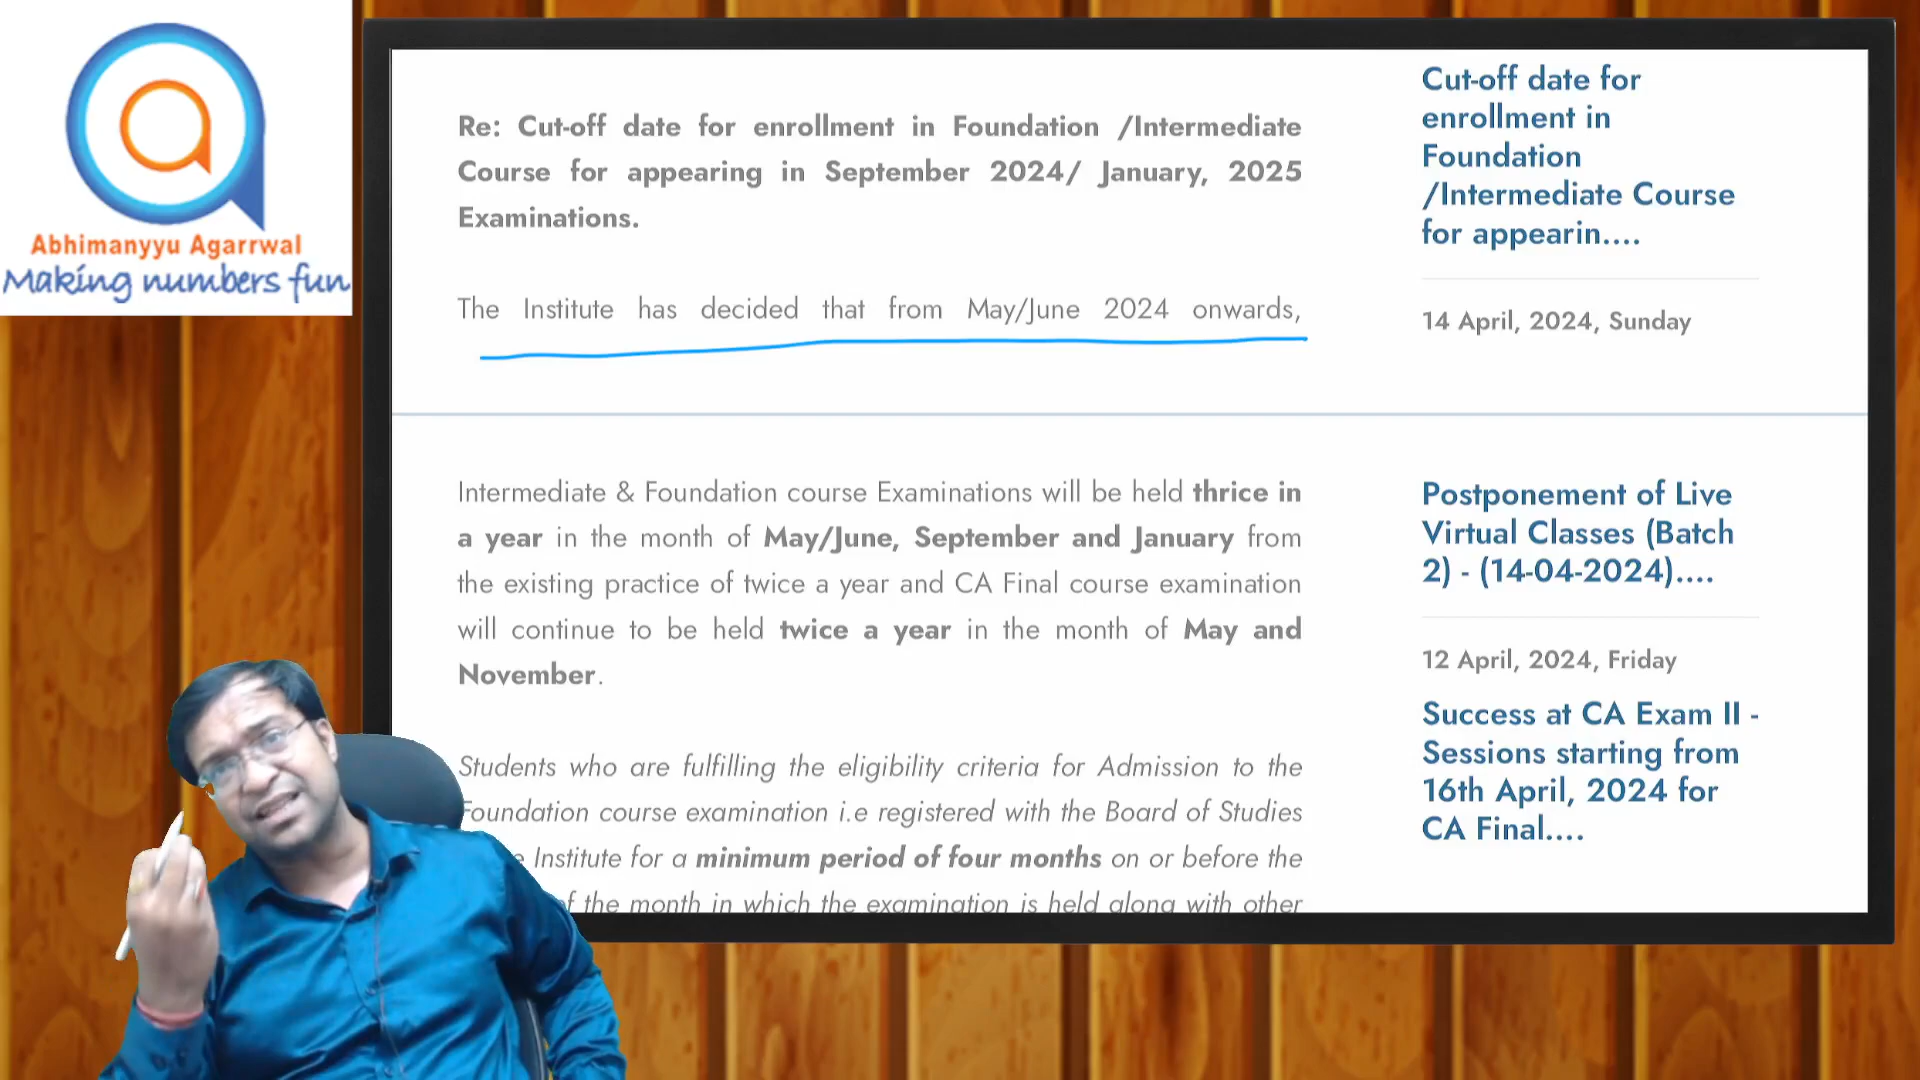 Abhimanyyu Agarrwal
Making numbers fun
Re: Cut-off date for enrollment in Foundation /Intermediate
Course for appearing in September 2024/ January, 2025
Examinations.
The Institute has decided that from May/June 2024 onwards,
Intermediate & Foundation course Examinations will be held thrice in
a year in the month of May/June, September and January from
the existing practice of twice a year and CA Final course examination
will continue to be held twice a year in the month of May and
November.
Students who are fulfilling the eligibility criteria for Admission to the
Foundation course examination i.e registered with the Board of Studies
Institute for a minimum period of four months on or before the
the month in which the examination is held along with other
Cut-off date for
enrollment in
Foundation
/Intermediate Course
for appearin....
14 April, 2024, Sunday
Postponement of Live
Virtual Classes (Batch
2) - (14-04-2024)....
12 April, 2024, Friday
Success at CA Exam II -
Sessions starting from
16th April, 2024 for
CA Final....